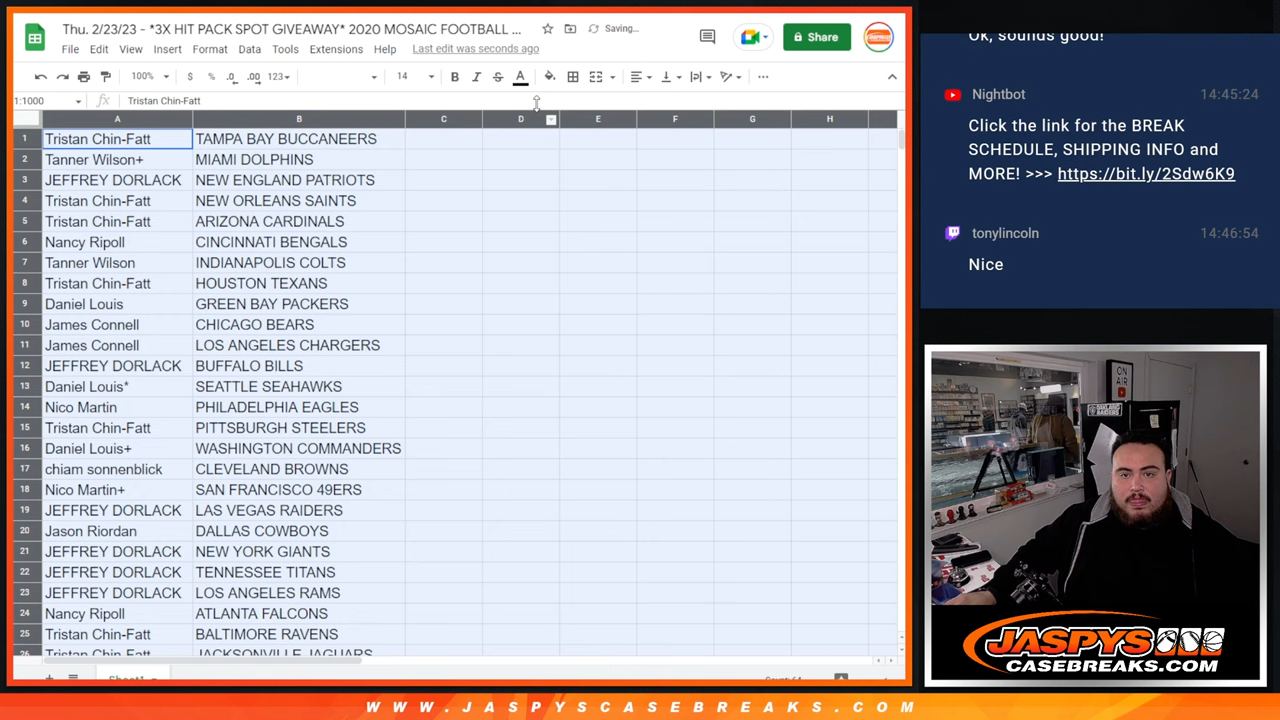 Thu. 2/23/23 - *3X HIT PACK SPOT GIVEAWAY* 2020 MOSAIC FOOTBALL ...
Saving...
File Edit View Insert Format Data Tools Extensions Help Last edit was seconds ago
Share
100% $ % .0 .00 123 14 B I S A
1:1000 fx Tristan Chin-Fatt
A B C D E F G H
1 Tristan Chin-Fatt TAMPA BAY BUCCANEERS
2 Tanner Wilson+ MIAMI DOLPHINS
3 JEFFREY DORLACK NEW ENGLAND PATRIOTS
4 Tristan Chin-Fatt NEW ORLEANS SAINTS
5 Tristan Chin-Fatt ARIZONA CARDINALS
6 Nancy Ripoll CINCINNATI BENGALS
7 Tanner Wilson INDIANAPOLIS COLTS
8 Tristan Chin-Fatt HOUSTON TEXANS
9 Daniel Louis GREEN BAY PACKERS
10 James Connell CHICAGO BEARS
11 James Connell LOS ANGELES CHARGERS
12 JEFFREY DORLACK BUFFALO BILLS
13 Daniel Louis* SEATTLE SEAHAWKS
14 Nico Martin PHILADELPHIA EAGLES
15 Tristan Chin-Fatt PITTSBURGH STEELERS
16 Daniel Louis+ WASHINGTON COMMANDERS
17 chiam sonnenblick CLEVELAND BROWNS
18 Nico Martin+ SAN FRANCISCO 49ERS
19 JEFFREY DORLACK LAS VEGAS RAIDERS
20 Jason Riordan DALLAS COWBOYS
21 JEFFREY DORLACK NEW YORK GIANTS
22 JEFFREY DORLACK TENNESSEE TITANS
23 JEFFREY DORLACK LOS ANGELES RAMS
24 Nancy Ripoll ATLANTA FALCONS
25 Tristan Chin-Fatt BALTIMORE RAVENS
26 Tristan Chin-Fatt JACKSONVILLE JAGUARS
Ok, sounds good!
Nightbot 14:45:24
Click the link for the BREAK
SCHEDULE, SHIPPING INFO and
MORE! >>> https://bit.ly/2Sdw6K9
tonylincoln 14:46:54
Nice
ON
AIR
JASPYS
CASEBREAKS.COM
WWW.JASPYSCASEBREAKS.COM